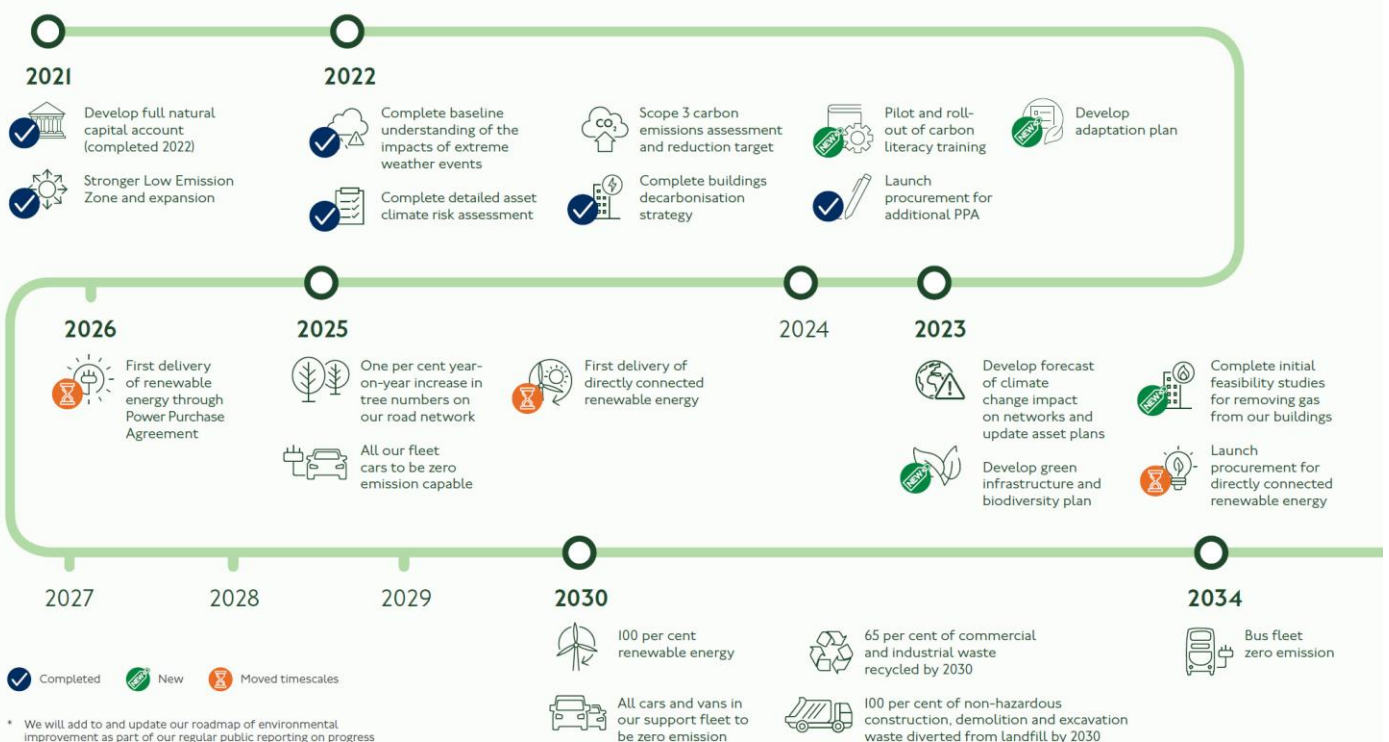 2021
Develop full natural
capital account
(completed 2022)
Stronger Low Emission
Zone and expansion
2022
Complete baseline
understanding of the
impacts of extreme
weather events
Complete detailed asset
climate risk assessment
CO2
Scope 3 carbon
emissions assessment
and reduction target
Complete buildings
decarbonisation
strategy
NEW
Pilot and roll-
out of carbon
literacy training
Launch
procurement for
additional PPA
NEW
Develop
adaptation plan
2026
First delivery
of renewable
energy through
Power Purchase
Agreement
2025
One per cent year-
on-year increase in
tree numbers on
our road network
All our fleet
cars to be zero
emission capable
First delivery of
directly connected
renewable energy
2024
2023
Develop forecast
of climate
change impact
on networks and
update asset plans
NEW
Develop green
infrastructure and
biodiversity plan
NEW
Complete initial
feasibility studies
for removing gas
from our buildings
Launch
procurement for
directly connected
renewable energy
2027
2028
2029
2030
100 per cent
renewable energy
All cars and vans in
our support fleet to
be zero emission
65 per cent of commercial
and industrial waste
recycled by 2030
100 per cent of non-hazardous
construction, demolition and excavation
waste diverted from landfill by 2030
2034
Bus fleet
zero emission
Completed
NEW
New
Moved timescales
* We will add to and update our roadmap of environmental
improvement as part of our regular public reporting on progress